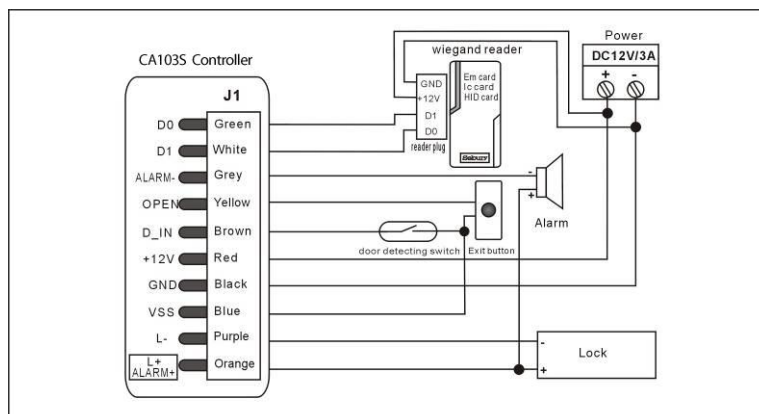 CA103S Controller
J1
D0 Green
D1 White
ALARM- Grey
OPEN Yellow
D_IN Brown
+12V Red
GND Black
VSS Blue
L- Purple
L+
ALARM+ Orange
wiegand reader
GND
+12V
D1
D0
reader plug
Em card
Ic card
HID card
Sebury
Power
DC12V/3A
+ -
-
+
Alarm
door detecting switch
Exit button
-
Lock
+